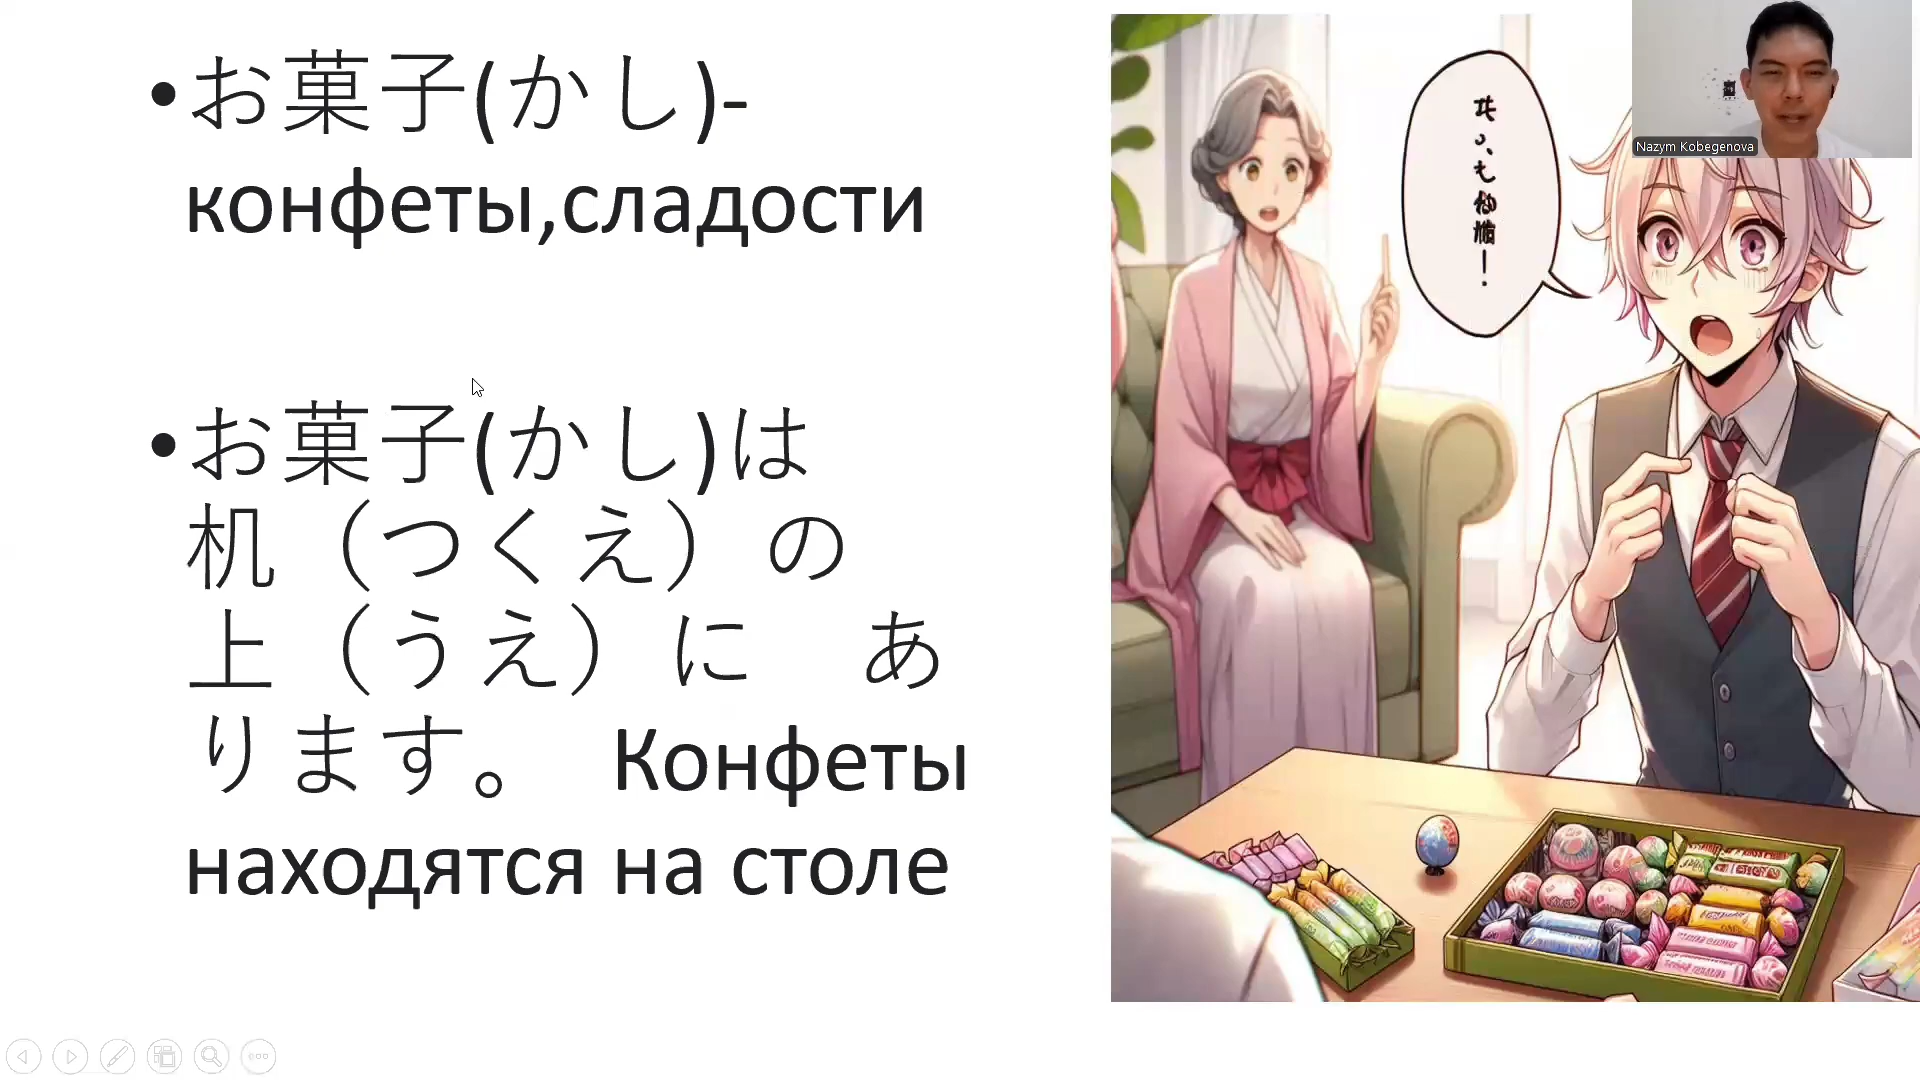 •お菓子(かし)-
конфеты,сладости
•お菓子(かし)は
机（つくえ）の
上（うえ）に　あ
ります。　Конфеты
находятся на столе
Nazym Kobegenova